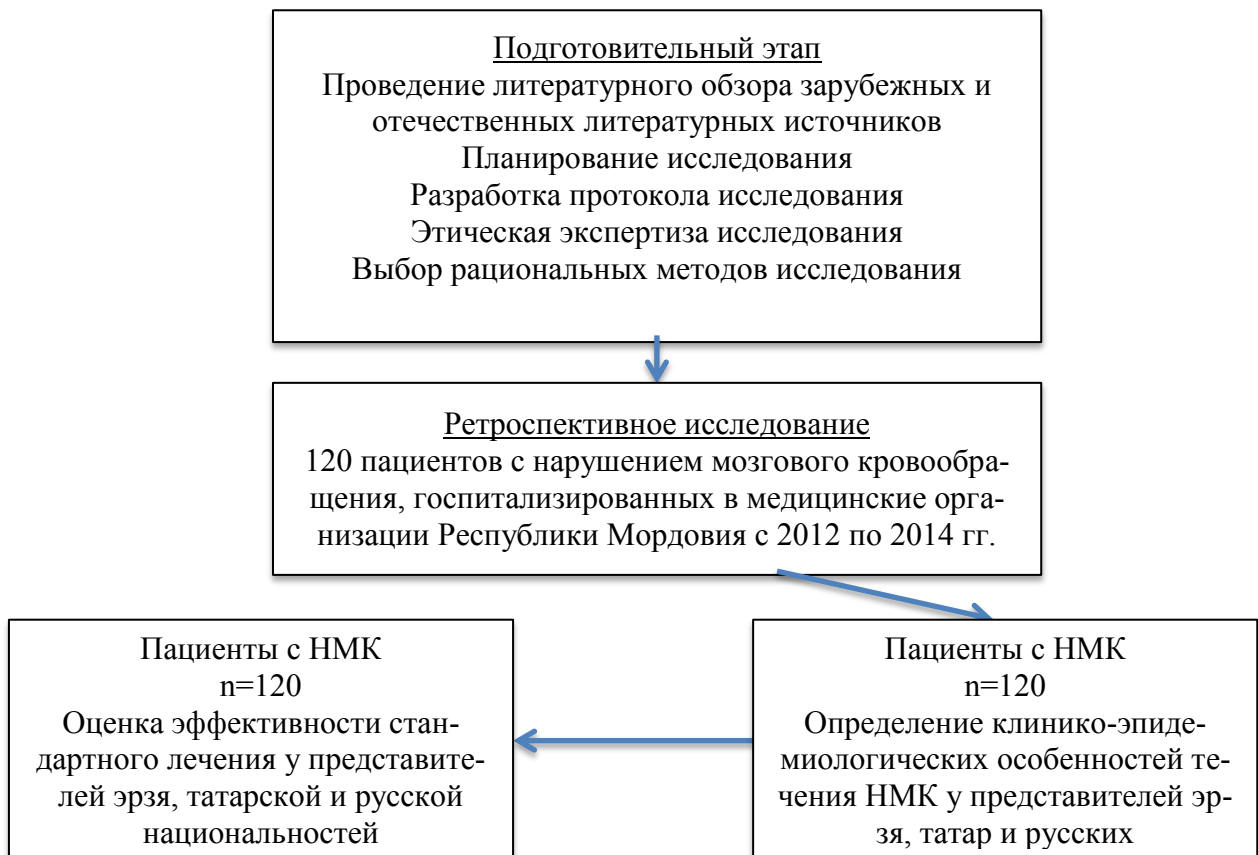 Подготовительный этап
Проведение литературного обзора зарубежных и
отечественных литературных источников
Планирование исследования
Разработка протокола исследования
Этическая экспертиза исследования
Выбор рациональных методов исследования
Ретроспективное исследование
120 пациентов с нарушением мозгового кровообра-
щения, госпитализированных в медицинские орга-
низации Республики Мордовия с 2012 по 2014 гг.
Пациенты с НМК
n=120
Оценка эффективности стан-
дартного лечения у представите-
лей эрзя, татарской и русской
национальностей
Пациенты с НМК
n=120
Определение клинико-эпиде-
миологических особенностей те-
чения НМК у представителей эр-
зя, татар и русских